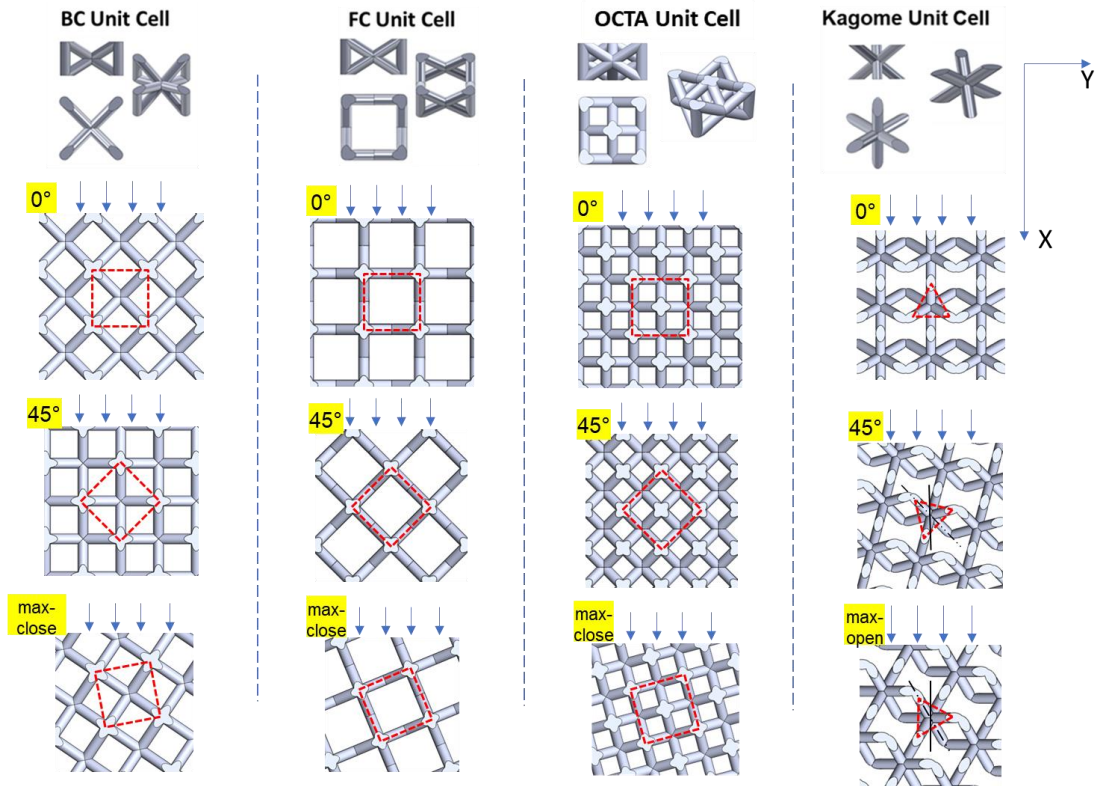 BC Unit Cell
FC Unit Cell
OCTA Unit Cell
Kagome Unit Cell
Y
X
0°
0°
0°
0°
45°
45°
45°
45°
max-
close
max-
close
max-
close
max-
open